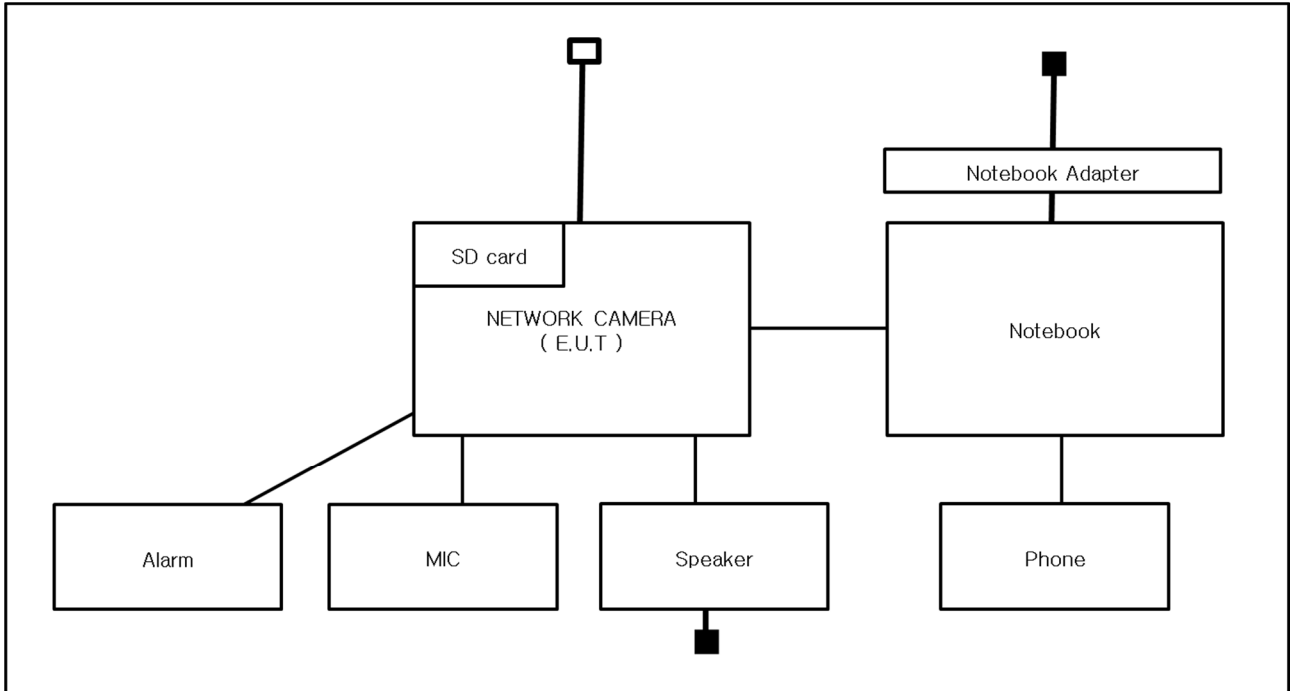 Notebook Adapter
SD card
NETWORK CAMERA
( E.U.T )
Notebook
Alarm
MIC
Speaker
Phone